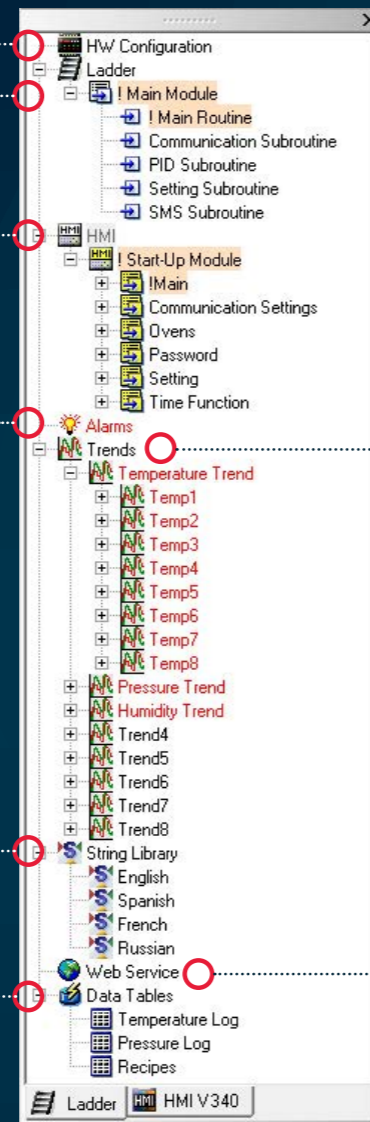 HW Configuration
Ladder
! Main Module
! Main Routine
Communication Subroutine
PID Subroutine
Setting Subroutine
SMS Subroutine
HMI HMI
HMI ! Start-Up Module
!Main
Communication Settings
Ovens
Password
Setting
Time Function
Alarms
Trends
Temperature Trend
Temp1
Temp2
Temp3
Temp4
Temp5
Temp6
Temp7
Temp8
Pressure Trend
Humidity Trend
Trend4
Trend5
Trend6
Trend7
Trend8
S String Library
S English
S Spanish
S French
S Russian
Web Service
Data Tables
Temperature Log
Pressure Log
Recipes
Ladder HMI HMI V340